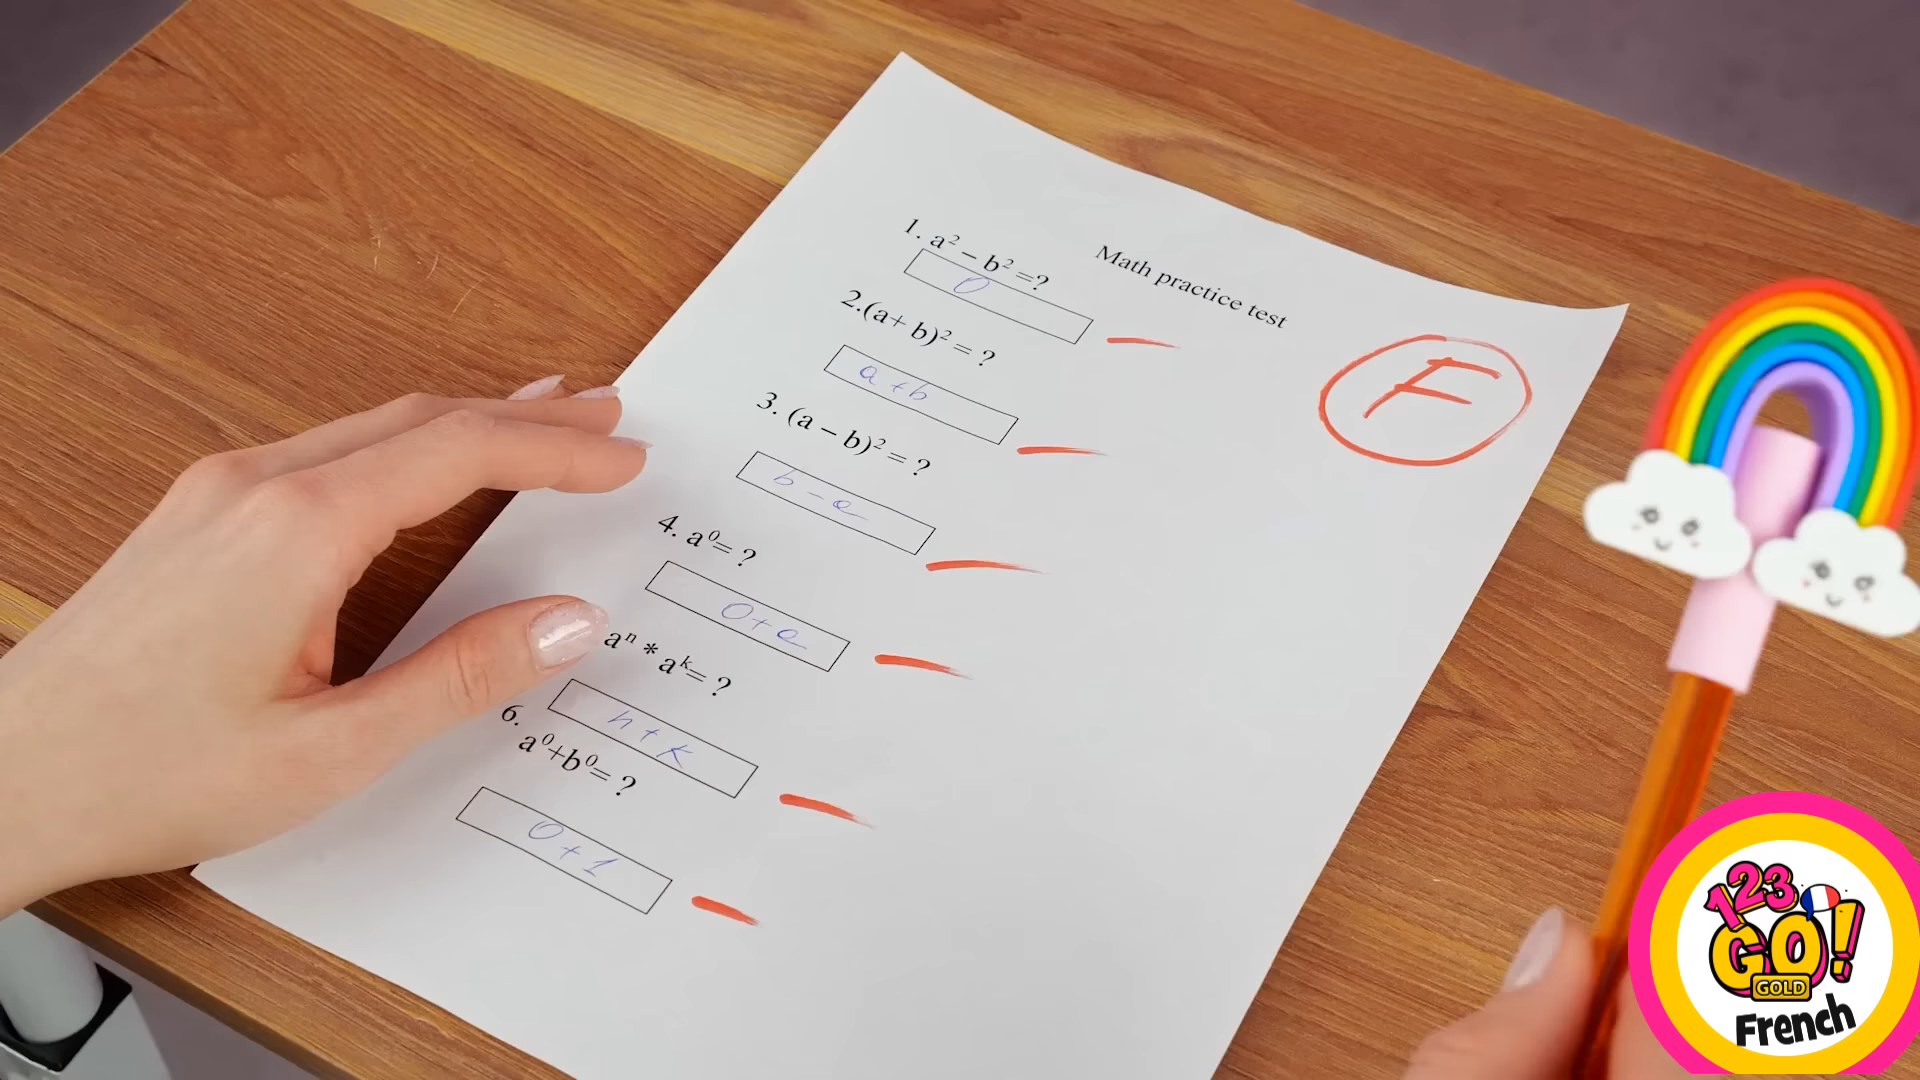 Math practice test
1. a² − b² =?
0
2.(a+ b)² = ?
a + b
3. (a − b)² = ?
b - a
4. a⁰= ?
0 + a
aⁿ * aᵏ= ?
n + k
6.
a⁰+b⁰= ?
0 + 1
F
123
GO!
GOLD
French